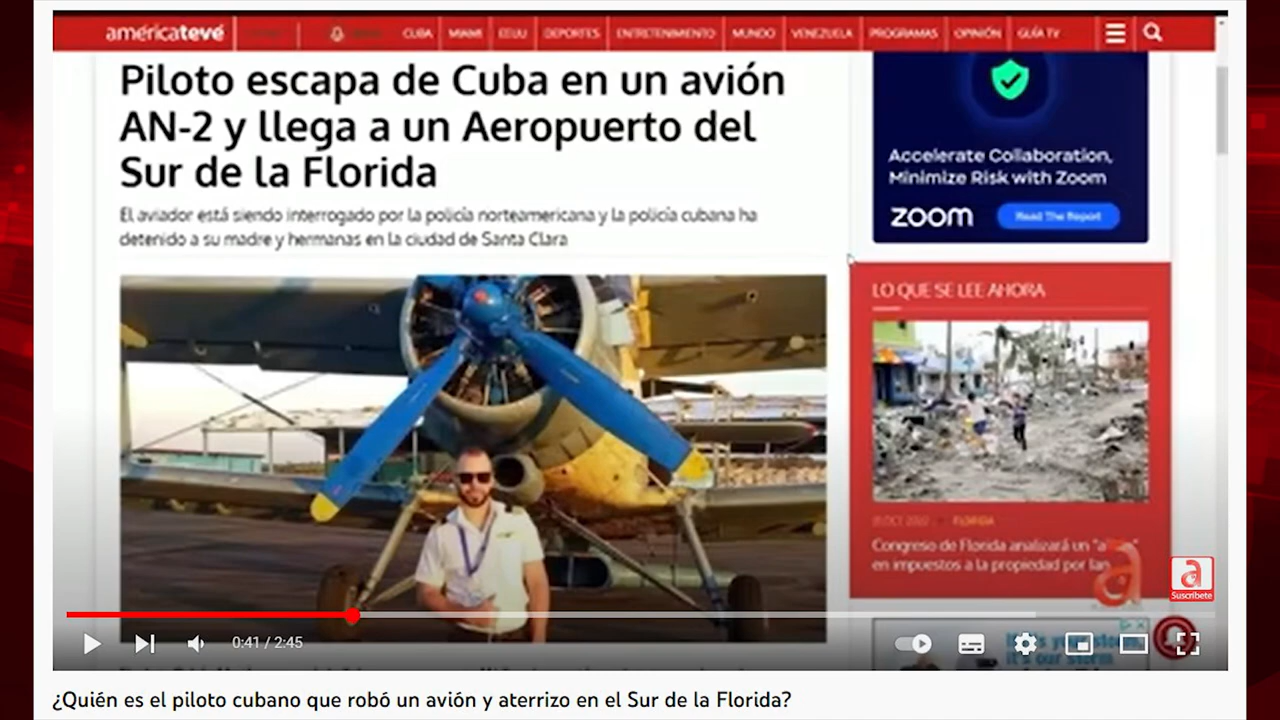 américatevé
CUBA MIAMI EEUU DEPORTES ENTRETENIMIENTO MUNDO VENEZUELA PROGRAMAS OPINIÓN GUÍA TV
Piloto escapa de Cuba en un avión
AN-2 y llega a un Aeropuerto del
Sur de la Florida
El aviador está siendo interrogado por la policía norteamericana y la policía cubana ha
detenido a su madre y hermanas en la ciudad de Santa Clara
Accelerate Collaboration,
Minimize Risk with Zoom
zoom Read The Report
LO QUE SE LEE AHORA
FLORIDA
Congreso de Florida analizará un
en impuestos a la propiedad por Ian
a
Suscríbete
0:41 / 2:45
it's our storm
¿Quién es el piloto cubano que robó un avión y aterrizo en el Sur de la Florida?